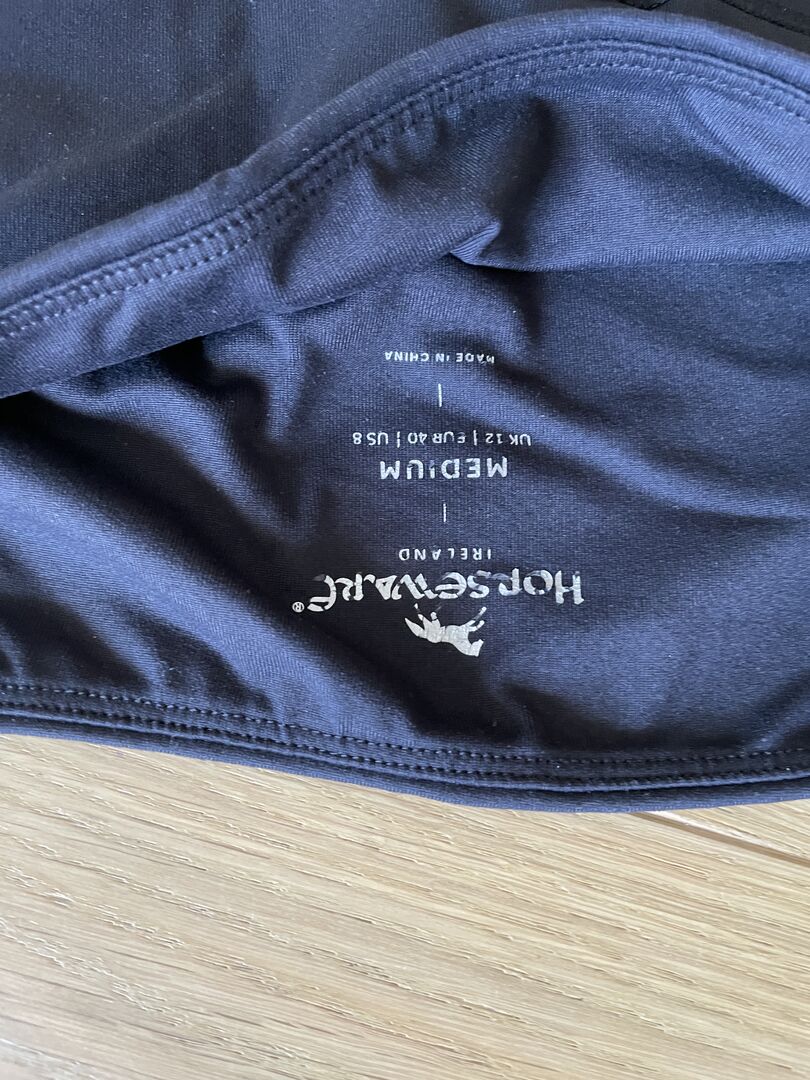 HORSEWARE®
IRELAND
MEDIUM
UK 12 | EUR 40 | US 8
MADE IN CHINA